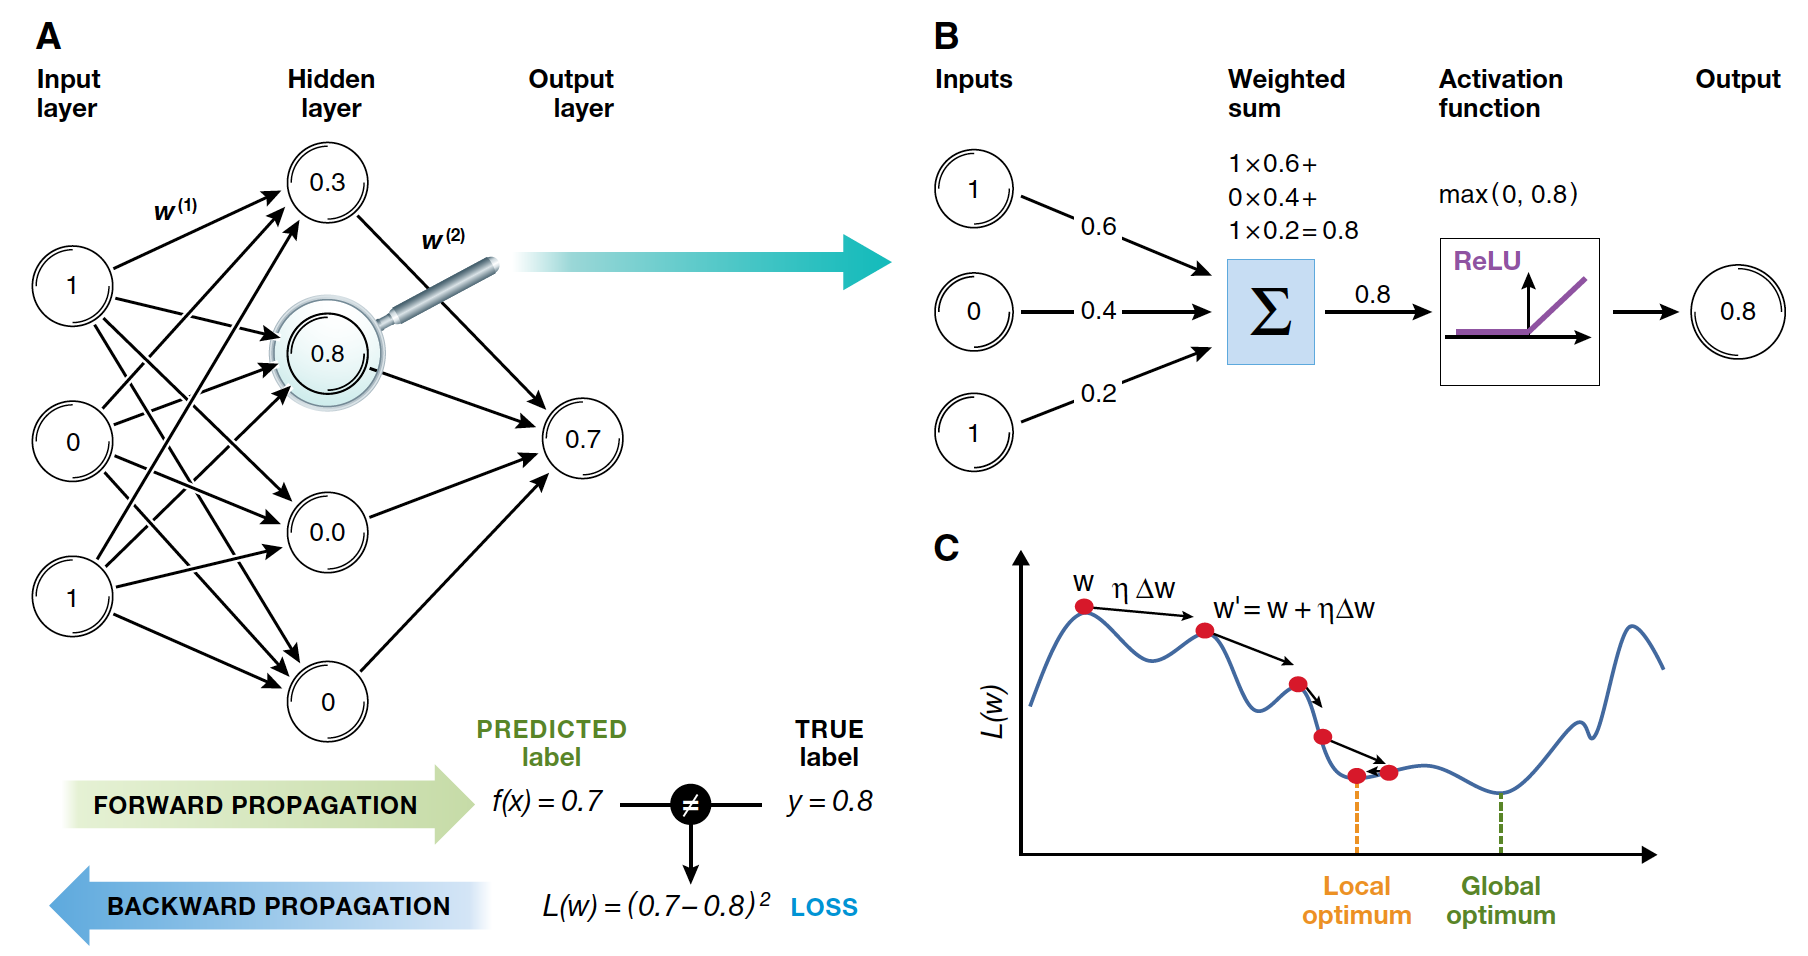 A
Input
layer
Hidden
layer
Output
layer
w(1)
w(2)
1
0
1
0.3
0.8
0.0
0
0.7
PREDICTED
label
TRUE
label
FORWARD PROPAGATION
f(x) = 0.7
≠
y = 0.8
BACKWARD PROPAGATION
L(w) = (0.7 – 0.8)² LOSS
B
Inputs
Weighted
sum
Activation
function
Output
1×0.6+
0×0.4+
1×0.2=0.8
max(0, 0.8)
1
0
1
0.6
0.4
0.2
Σ
0.8
ReLU
0.8
C
w
η Δw
w' = w + ηΔw
L(w)
Local
optimum
Global
optimum